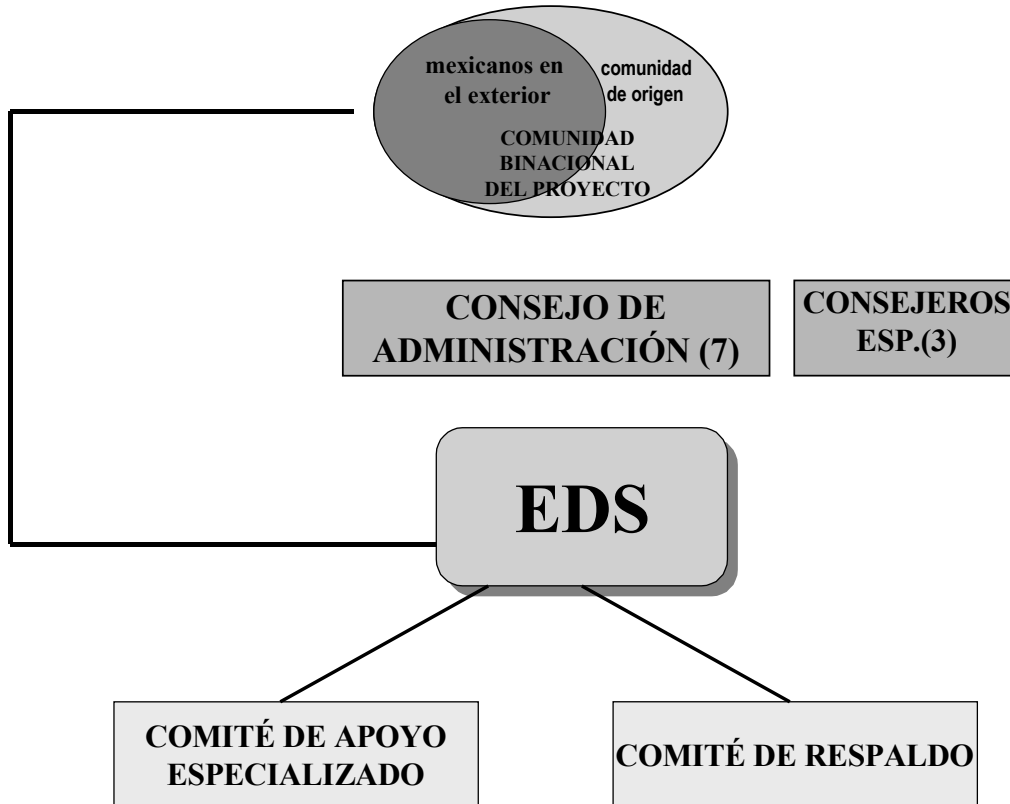 mexicanos en
el exterior
comunidad
de origen
COMUNIDAD
BINACIONAL
DEL PROYECTO
CONSEJO DE
ADMINISTRACIÓN (7)
CONSEJEROS
ESP.(3)
EDS
COMITÉ DE APOYO
ESPECIALIZADO
COMITÉ DE RESPALDO